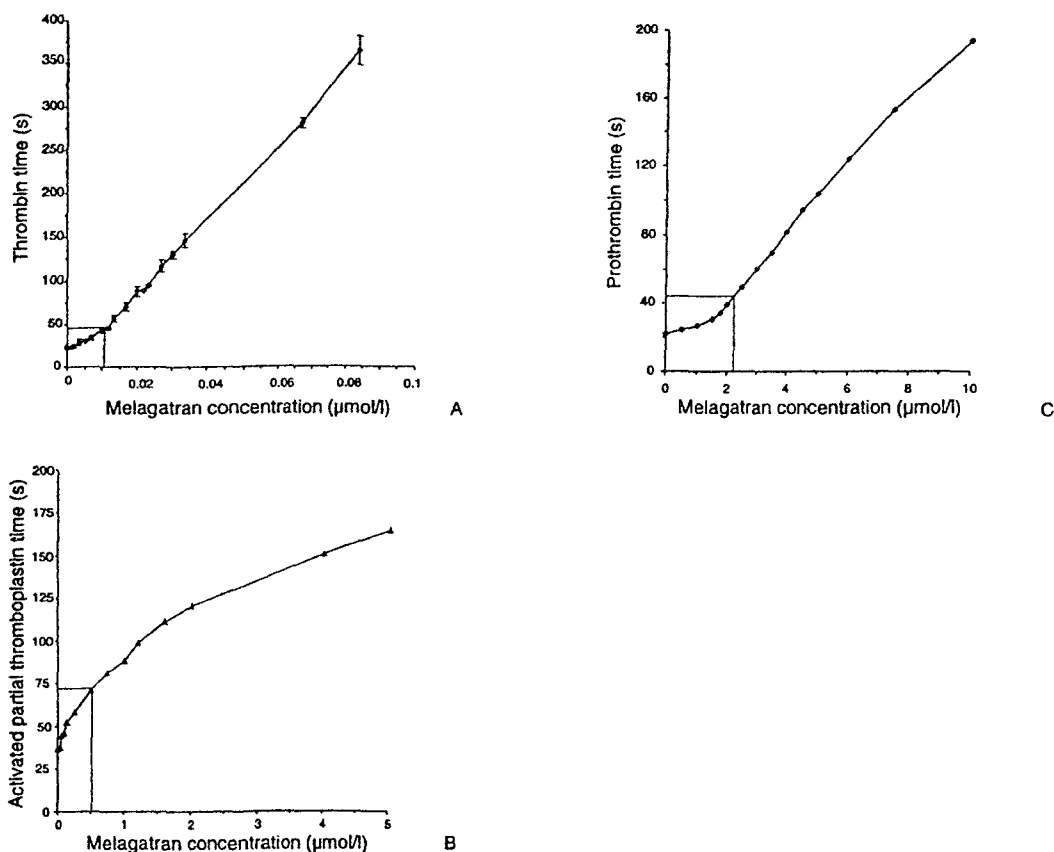 400
350
300
250
200
150
100
50
0
Thrombin time (s)
0 0.02 0.04 0.06 0.08 0.1
Melagatran concentration (µmol/l)
A
200
160
120
80
40
0
Prothrombin time (s)
0 2 4 6 8 10
Melagatran concentration (µmol/l)
C
200
175
150
125
100
75
50
25
0
Activated partial thromboplastin time (s)
0 1 2 3 4 5
Melagatran concentration (µmol/l)
B